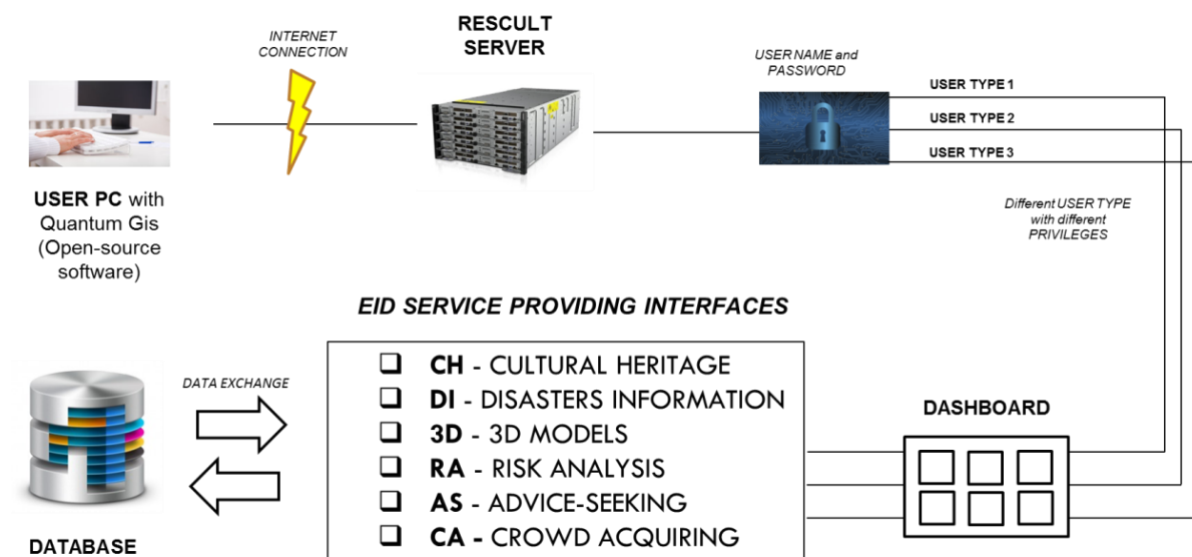 INTERNET
CONNECTION
RESCULT
SERVER
USER NAME and
PASSWORD
USER TYPE 1
USER TYPE 2
USER TYPE 3
Different USER TYPE
with different
PRIVILEGES
USER PC with
Quantum Gis
(Open-source
software)
EID SERVICE PROVIDING INTERFACES
CH - CULTURAL HERITAGE
DI - DISASTERS INFORMATION
3D - 3D MODELS
RA - RISK ANALYSIS
AS - ADVICE-SEEKING
CA - CROWD ACQUIRING
DATA EXCHANGE
DATABASE
DASHBOARD